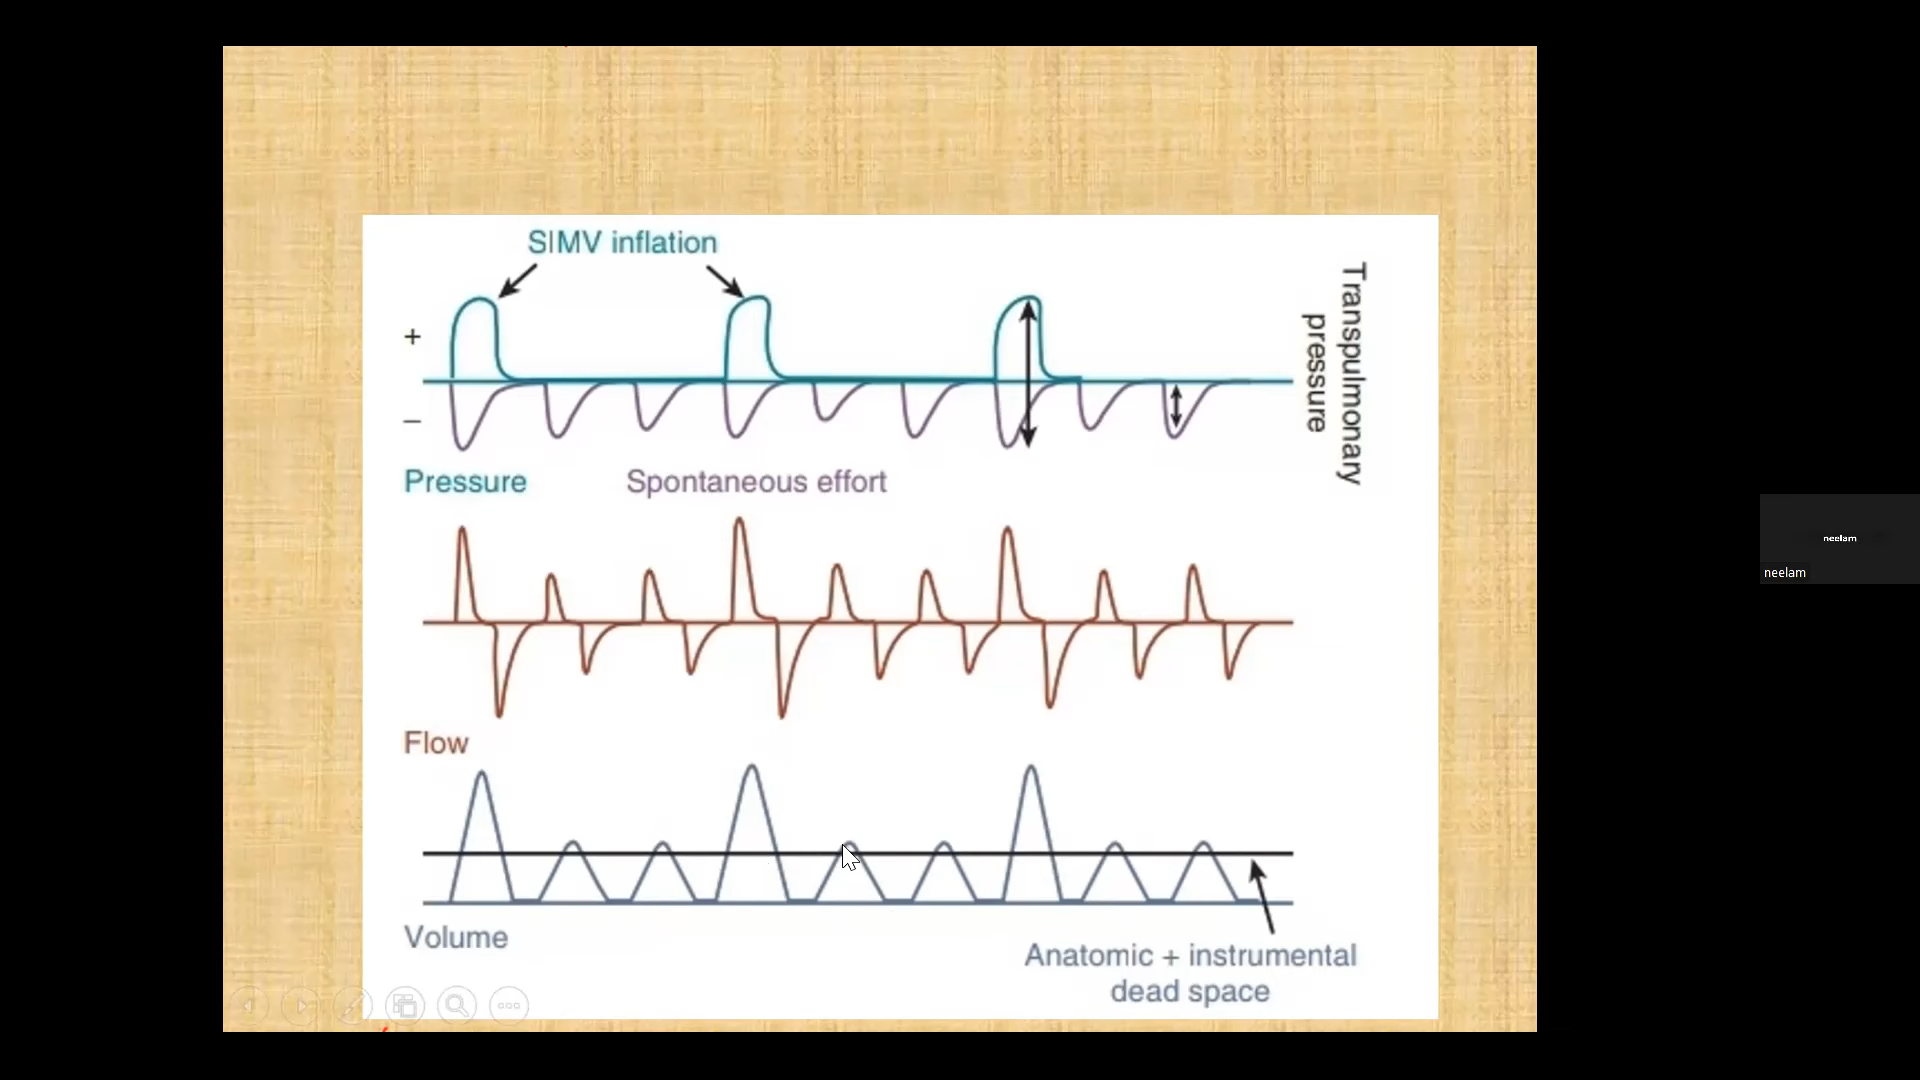 SIMV inflation
+
–
Transpulmonary
pressure
Pressure
Spontaneous effort
Flow
Volume
Anatomic + instrumental
dead space
neelam
neelam